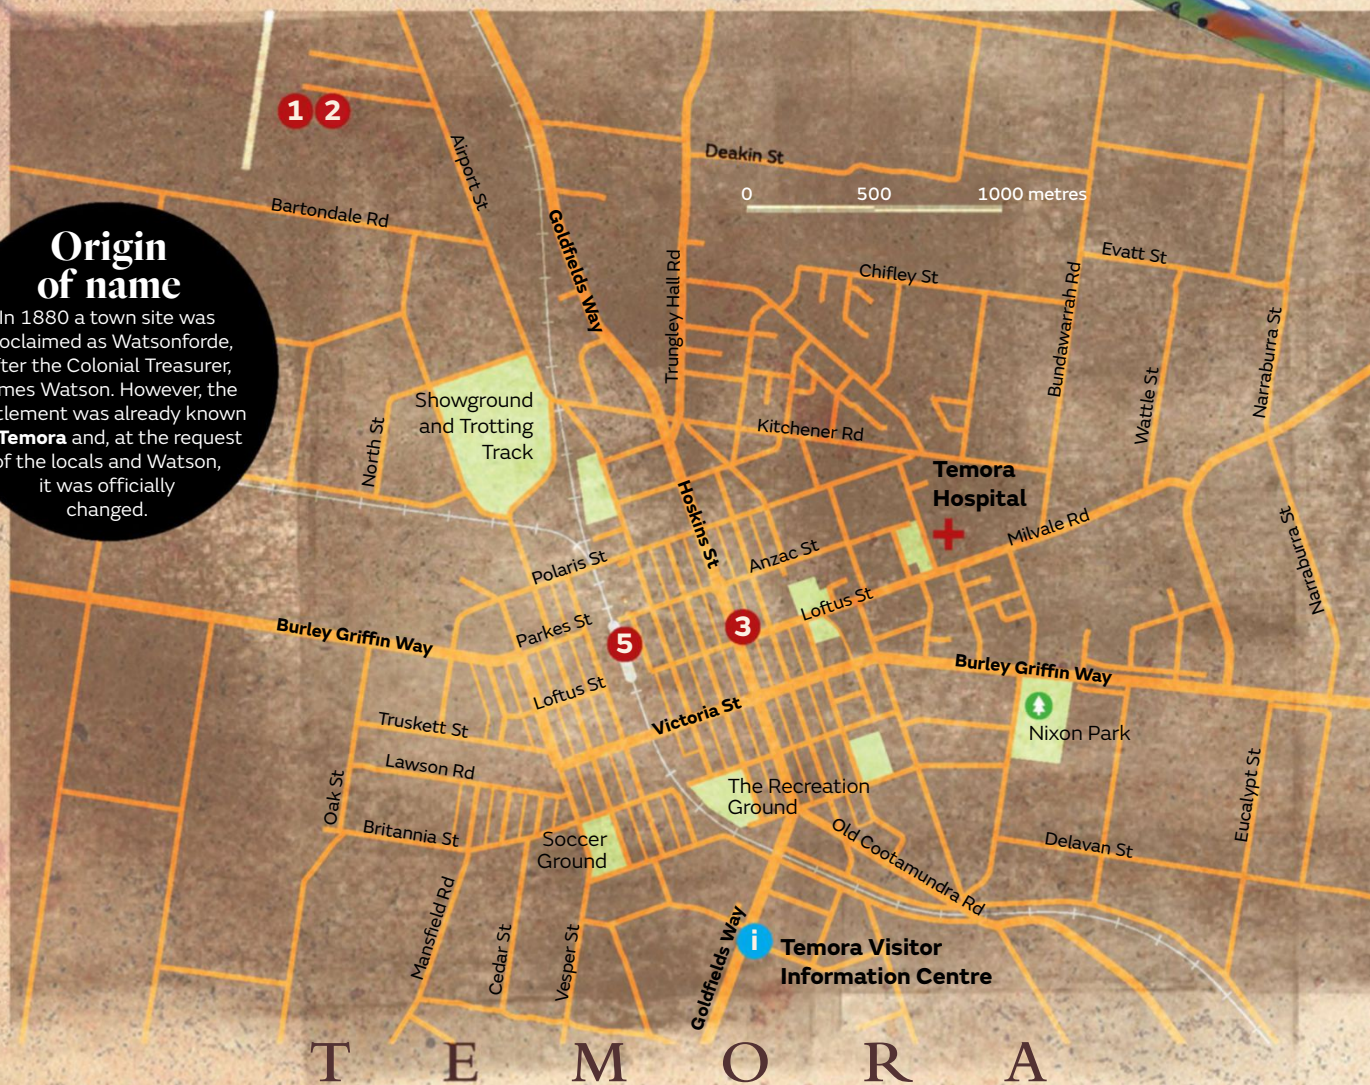 1
2
Airport St
Deakin St
0 500 1000 metres
Bartondale Rd
Goldfields Way
Trungley Hall Rd
Chifley St
Evatt St
Bundawarrah Rd
Narraburra St
Wattle St
Origin
of name
In 1880 a town site was
oclaimed as Watsonforde,
ter the Colonial Treasurer,
mes Watson. However, the
tlement was already known
Temora and, at the request
of the locals and Watson,
it was officially
changed.
Showground
and Trotting
Track
North St
Kitchener Rd
Temora
Hospital
Hoskins St
Milvale Rd
Narraburra St
Polaris St
Anzac St
Loftus St
Parkes St
3
5
Burley Griffin Way
Burley Griffin Way
Loftus St
Victoria St
Nixon Park
Truskett St
Lawson Rd
Oak St
Britannia St
The Recreation
Ground
Soccer
Ground
Old Cootamundra Rd
Delavan St
Eucalypt St
Mansfield Rd
Cedar St
Vesper St
Goldfields Way
i
Temora Visitor
Information Centre
TEMORA